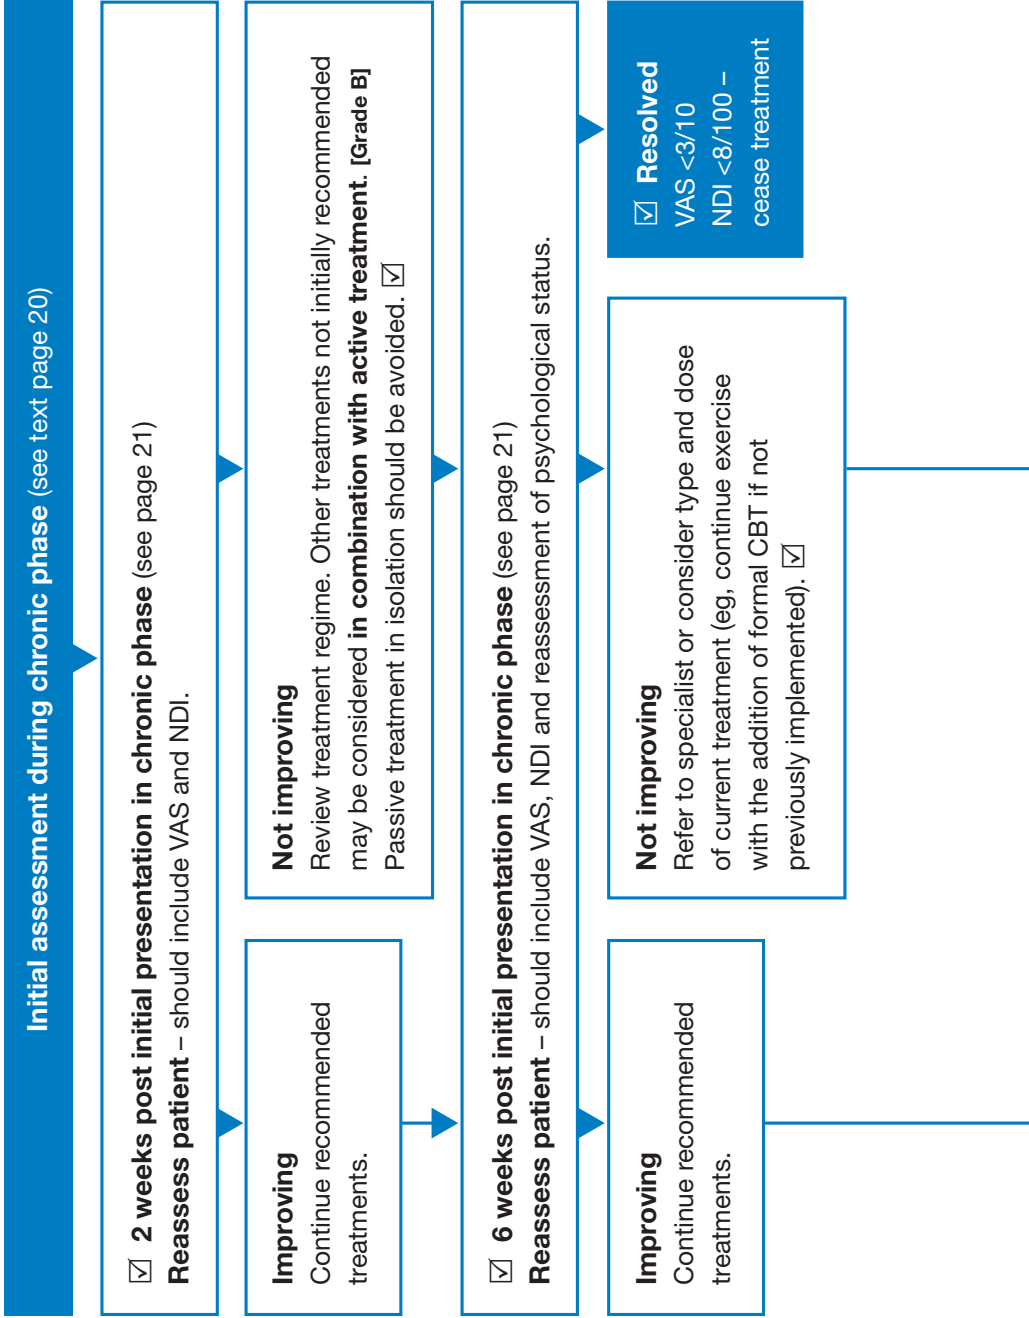 Initial assessment during chronic phase (see text page 20)
☑ 2 weeks post initial presentation in chronic phase (see page 21)
Reassess patient – should include VAS and NDI.
Improving
Continue recommended
treatments.
Not improving
Review treatment regime. Other treatments not initially recommended
may be considered in combination with active treatment. [Grade B]
Passive treatment in isolation should be avoided. ☑
☑ 6 weeks post initial presentation in chronic phase (see page 21)
Reassess patient – should include VAS, NDI and reassessment of psychological status.
Improving
Continue recommended
treatments.
Not improving
Refer to specialist or consider type and dose
of current treatment (eg, continue exercise
with the addition of formal CBT if not
previously implemented). ☑
☑ Resolved
VAS <3/10
NDI <8/100 –
cease treatment